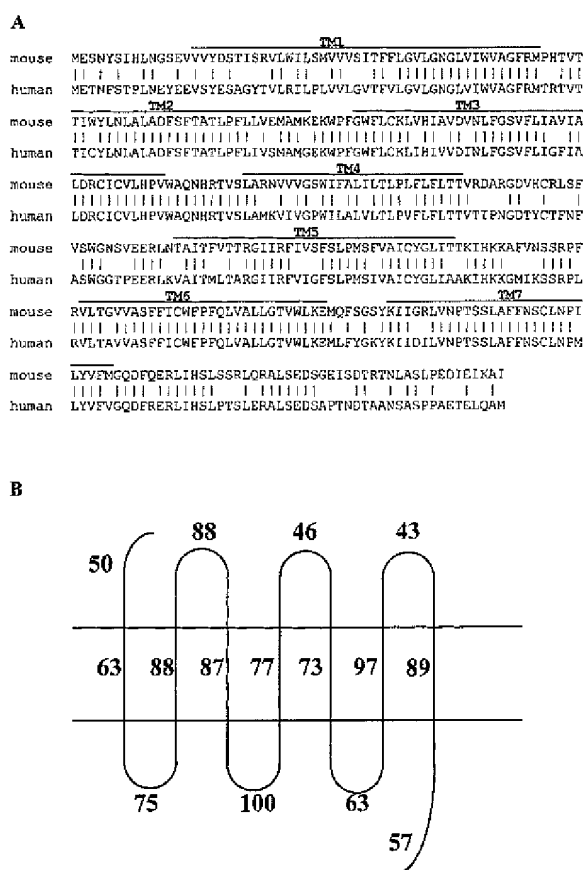 A
TM1
mouse MESNYSIHLNGSEVVVYDSTISRVLWILSMVVVSITFFLGVLGNGLVIWVAGFRMPHTVT
human METNFSTPLNEYEEVSYESAGYTVLRILPLVVLGVTFVLGVLGNGLVIWVAGFRMTRTVT
TM2 TM3
mouse TIWYLNLALADFSFTATLPFLLVEMAMKEKWPFGWFLCKLVHIAVDVNLFGSVFLIAVIA
human TICYLNLALADFSFTATLPFLIVSMAMGEKWPFGWFLCKLIHIVVDINLFGSVFLIGFIA
TM4
mouse LDRCICVLHPVWAQNHRTVSLARNVVVGSWIFALILTLPLFLFLTTVRDARGDVHCRLSF
human LDRCICVLHPVWAQNHRTVSLAMKVIVGPWILALVLTLPVFLFLTTVTIPNGDTYCTFNF
TM5
mouse VSWGNSVEERLNTAITFVTTRGIIRFIVSFSLPMSFVAICYGLITTKIHKKAFVNSSRPF
human ASWGGTPEERLKVAITMLTARGIIRFVIGFSLPMSIVAICYGLIAAKIHKKGMIKSSRPL
TM6 TM7
mouse RVLTGVVASFFICWFPFQLVALLGTVWLKEMQFSGSYKIIGRLVNPTSSLAFFNSCLNPI
human RVLTAVVASFFICWFPFQLVALLGTVWLKEMLFYGKYKIIDILVNPTSSLAFFNSCLNPM
mouse LYVFMGQDFQERLIHSLSSRLQRALSEDSGEISDTRTNLASLPEDIEIKAI
human LYVFVGQDFRERLIHSLPTSLERALSEDSAPTNDTAANSASPPAETELQAM
B
88 46 43
50
63 88 87 77 73 97 89
75 100 63
57